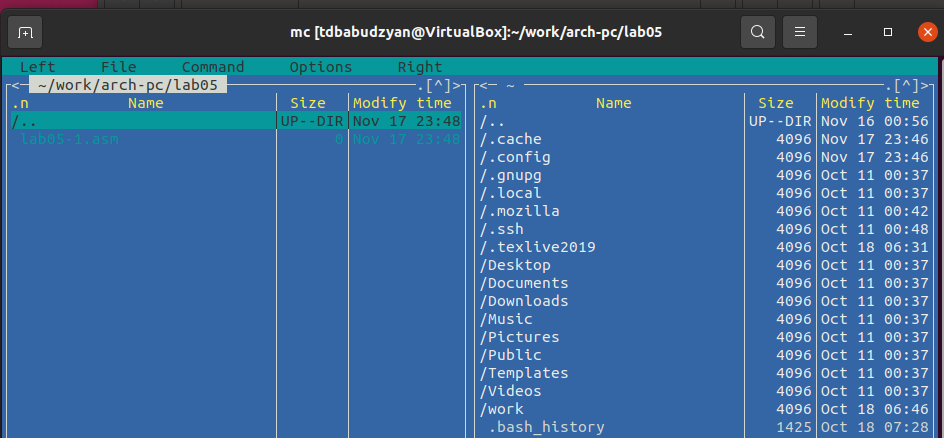 mc [tdbabudzyan@VirtualBox]:~/work/arch-pc/lab05
Left File Command Options Right
<- ~/work/arch-pc/lab05 .[^]>
.n Name Size Modify time
/.. UP--DIR Nov 17 23:48
lab05-1.asm 0 Nov 17 23:48
<- ~ .[^]>
.n Name Size Modify time
/.. UP--DIR Nov 16 00:56
/.cache 4096 Nov 17 23:46
/.config 4096 Nov 17 23:46
/.gnupg 4096 Oct 11 00:37
/.local 4096 Oct 11 00:37
/.mozilla 4096 Oct 11 00:42
/.ssh 4096 Oct 11 00:48
/.texlive2019 4096 Oct 18 06:31
/Desktop 4096 Oct 11 00:37
/Documents 4096 Oct 11 00:37
/Downloads 4096 Oct 11 00:37
/Music 4096 Oct 11 00:37
/Pictures 4096 Oct 11 00:37
/Public 4096 Oct 11 00:37
/Templates 4096 Oct 11 00:37
/Videos 4096 Oct 11 00:37
/work 4096 Oct 18 06:46
.bash_history 1425 Oct 18 07:28